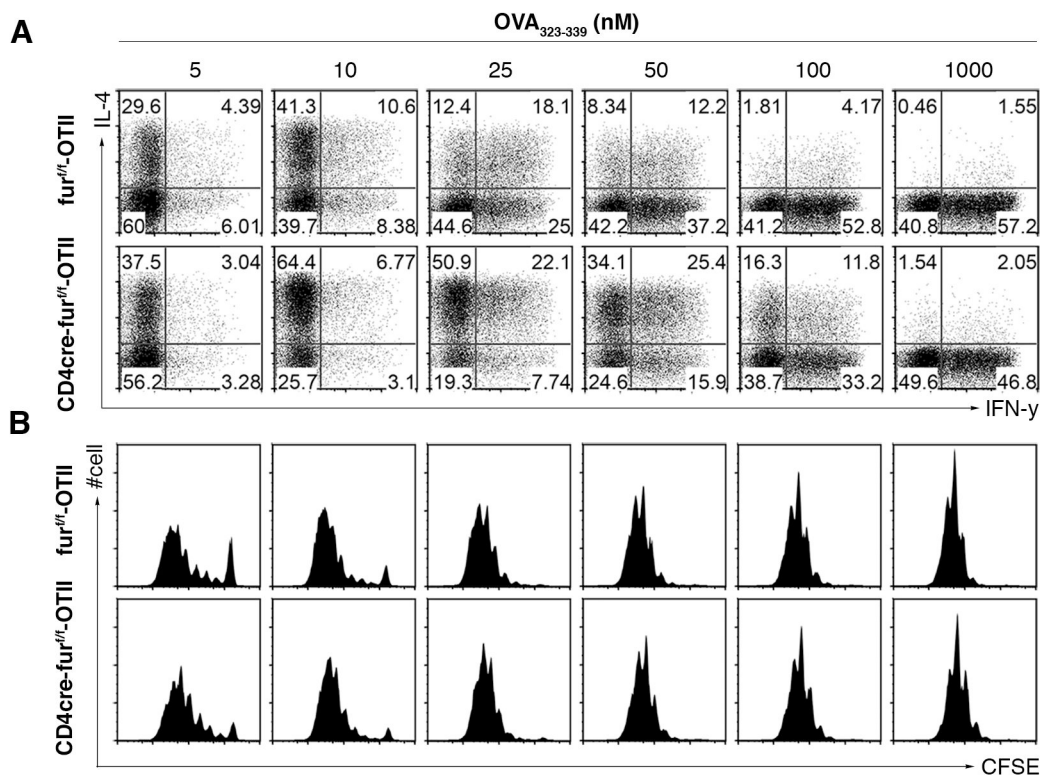 A
OVA323-339 (nM)
5 10 25 50 100 1000
IL-4
furf/f-OTII
29.6 4.39 41.3 10.6 12.4 18.1 8.34 12.2 1.81 4.17 0.46 1.55
60 6.01 39.7 8.38 44.6 25 42.2 37.2 41.2 52.8 40.8 57.2
CD4cre-furf/f-OTII
37.5 3.04 64.4 6.77 50.9 22.1 34.1 25.4 16.3 11.8 1.54 2.05
56.2 3.28 25.7 3.1 19.3 7.74 24.6 15.9 38.7 33.2 49.6 46.8
IFN-y
B
#cell
furf/f-OTII
CD4cre-furf/f-OTII
CFSE